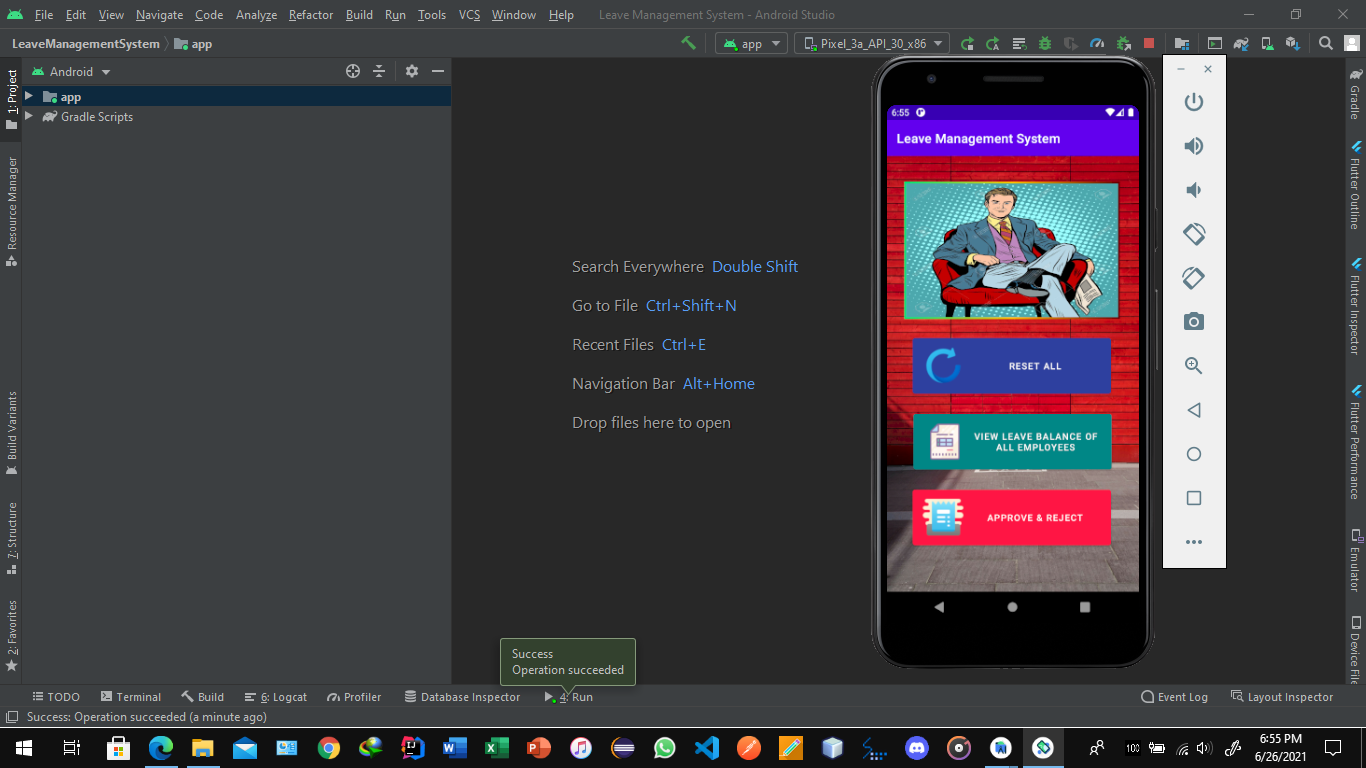 File Edit View Navigate Code Analyze Refactor Build Run Tools VCS Window Help Leave Management System - Android Studio
LeaveManagementSystem app
app Pixel_3a_API_30_x86
Android
app
Gradle Scripts
1: Project
Resource Manager
Build Variants
7: Structure
2: Favorites
Search Everywhere Double Shift
Go to File Ctrl+Shift+N
Recent Files Ctrl+E
Navigation Bar Alt+Home
Drop files here to open
6:55
Leave Management System
RESET ALL
VIEW LEAVE BALANCE OF
ALL EMPLOYEES
APPROVE & REJECT
Gradle
Flutter Outline
Flutter Inspector
Flutter Performance
Emulator
Device File
Success
Operation succeeded
TODO Terminal Build 6: Logcat Profiler Database Inspector 4: Run Event Log Layout Inspector
Success: Operation succeeded (a minute ago)
100
6:55 PM
6/26/2021